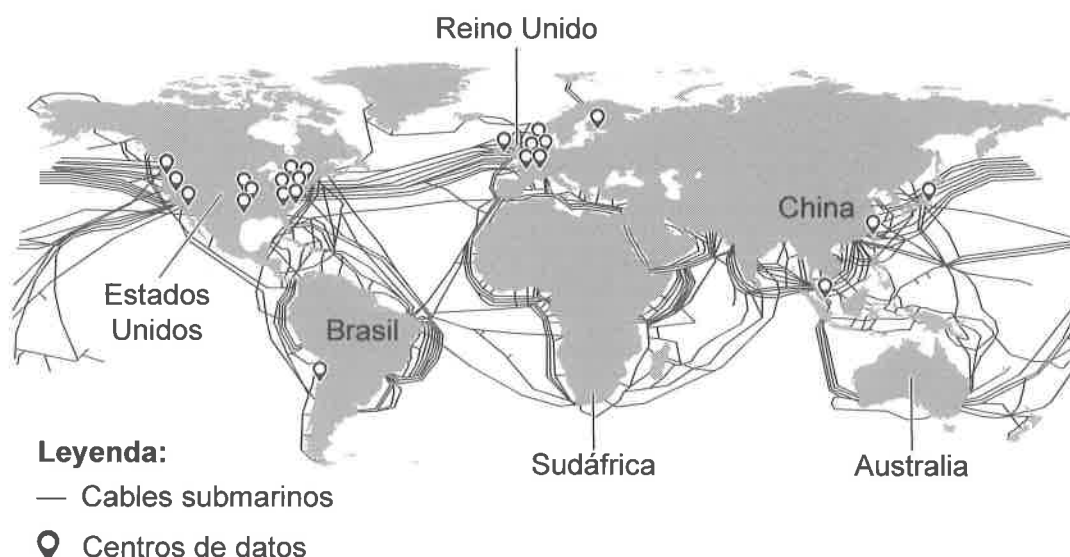 Reino Unido
China
Estados
Unidos
Brasil
Sudáfrica
Australia
Leyenda:
Cables submarinos
Centros de datos